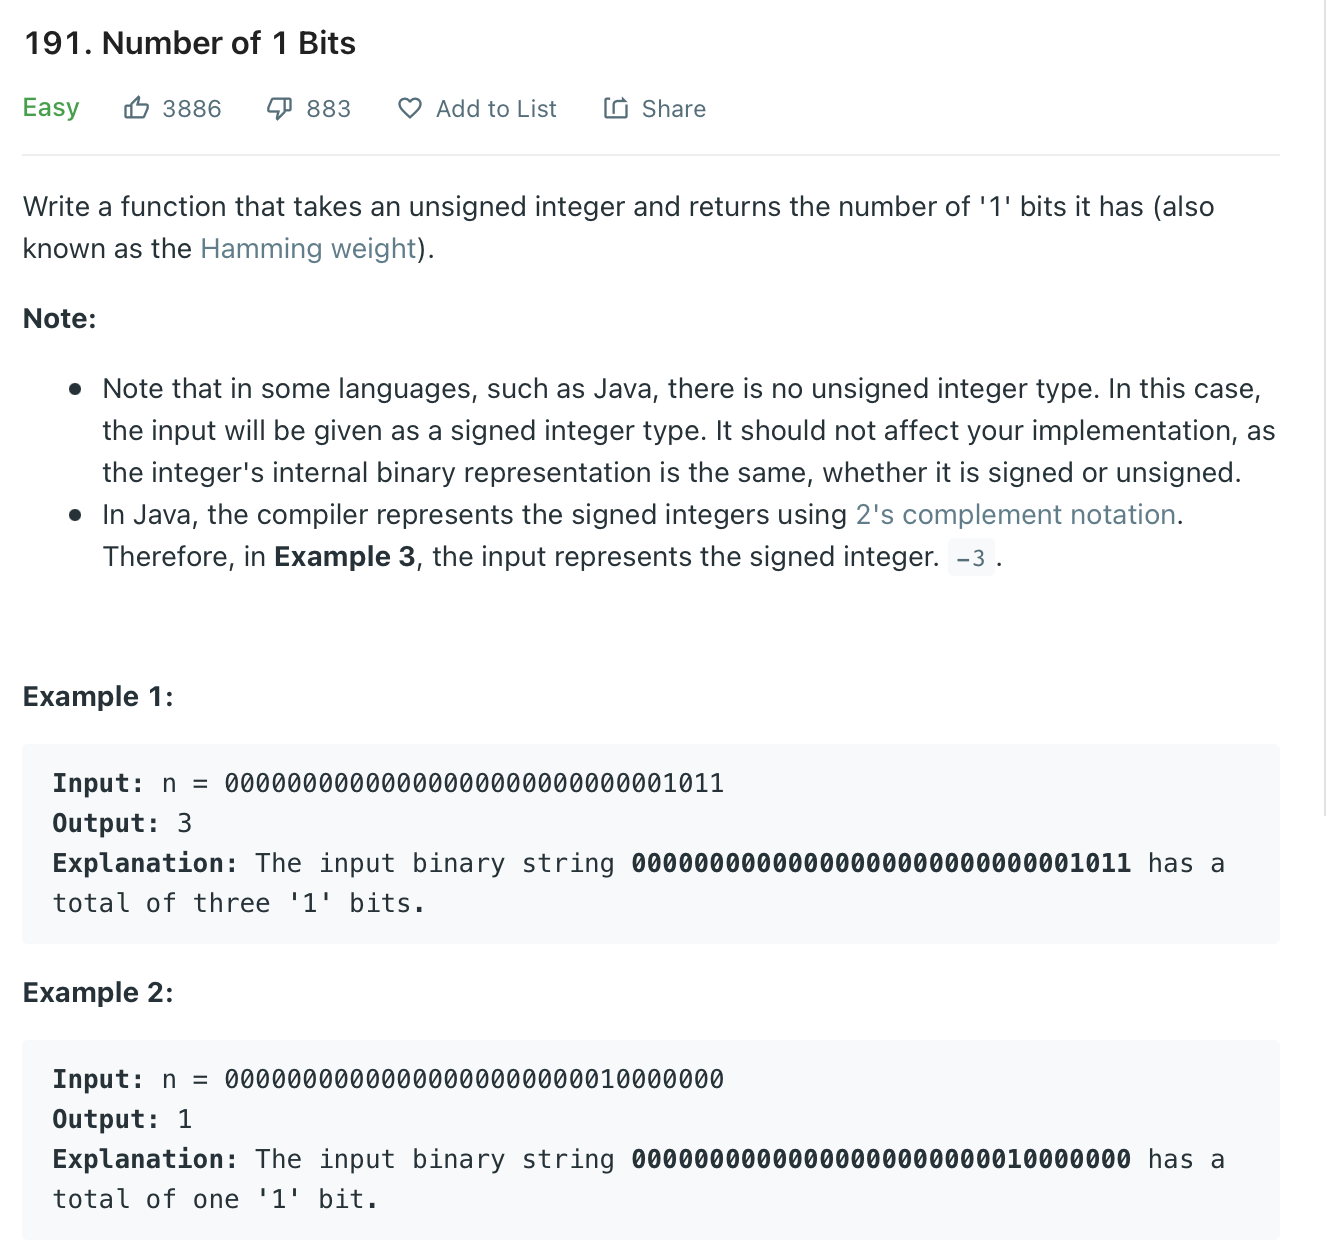 191. Number of 1 Bits
Easy 3886 883 Add to List Share
Write a function that takes an unsigned integer and returns the number of '1' bits it has (also
known as the Hamming weight).
Note:
• Note that in some languages, such as Java, there is no unsigned integer type. In this case,
the input will be given as a signed integer type. It should not affect your implementation, as
the integer's internal binary representation is the same, whether it is signed or unsigned.
• In Java, the compiler represents the signed integers using 2's complement notation.
Therefore, in Example 3, the input represents the signed integer. -3 .
Example 1:
Input: n = 00000000000000000000000000001011
Output: 3
Explanation: The input binary string 00000000000000000000000000001011 has a
total of three '1' bits.
Example 2:
Input: n = 00000000000000000000000010000000
Output: 1
Explanation: The input binary string 00000000000000000000000010000000 has a
total of one '1' bit.